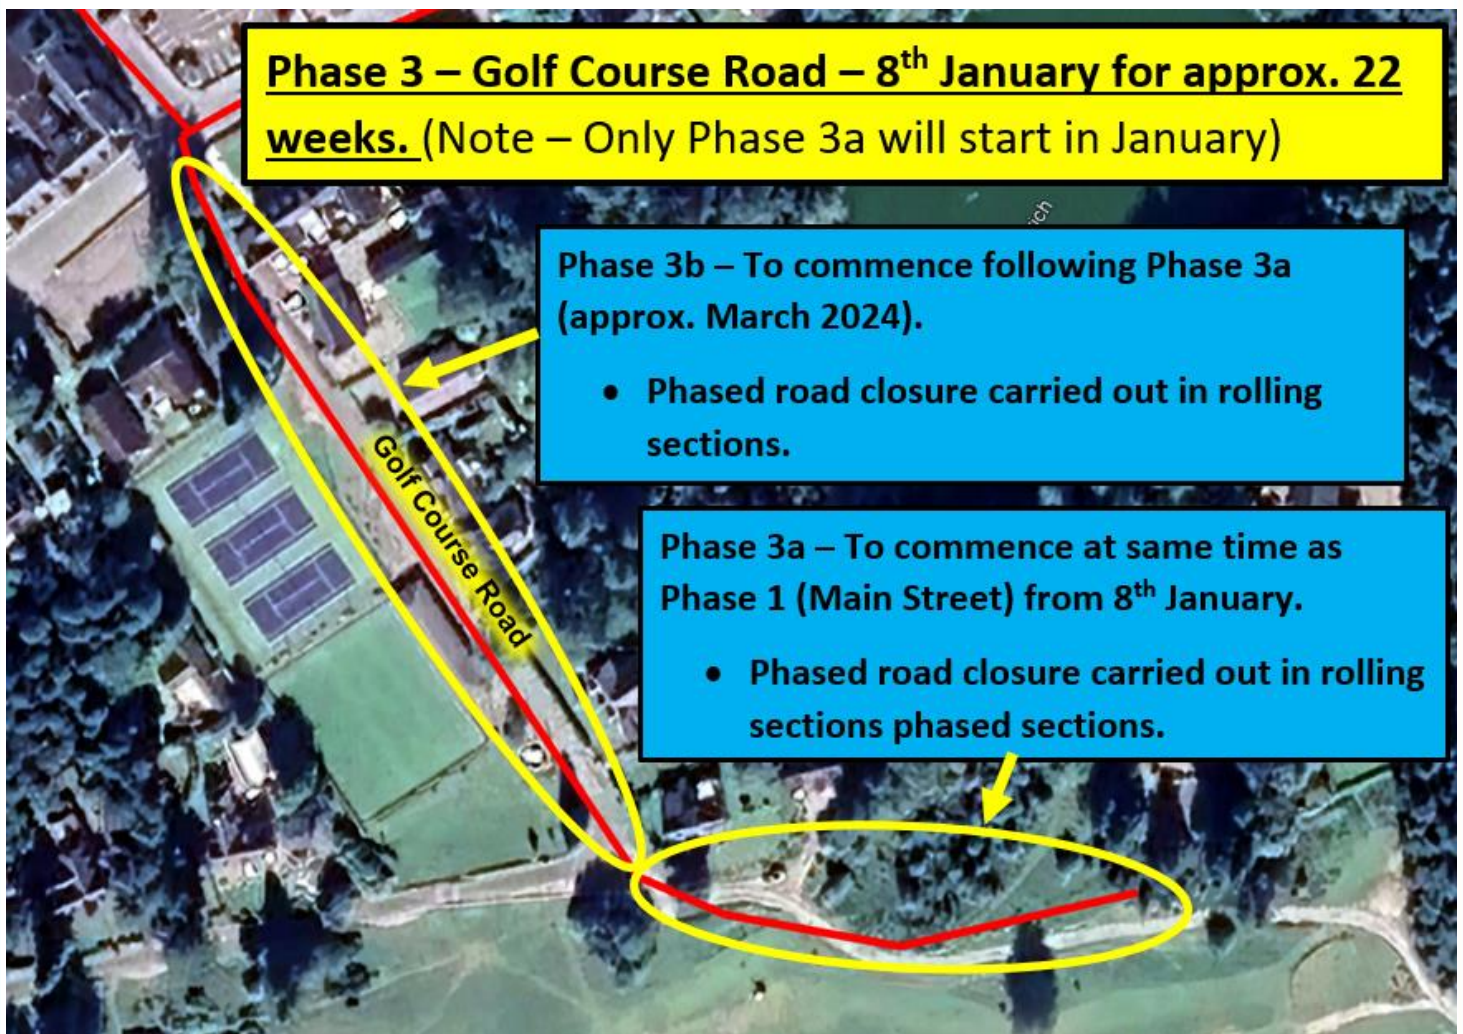 Phase 3 – Golf Course Road – 8th January for approx. 22
weeks. (Note – Only Phase 3a will start in January)
Phase 3b – To commence following Phase 3a
(approx. March 2024).
• Phased road closure carried out in rolling
sections.
Golf Course Road
Phase 3a – To commence at same time as
Phase 1 (Main Street) from 8th January.
• Phased road closure carried out in rolling
sections phased sections.